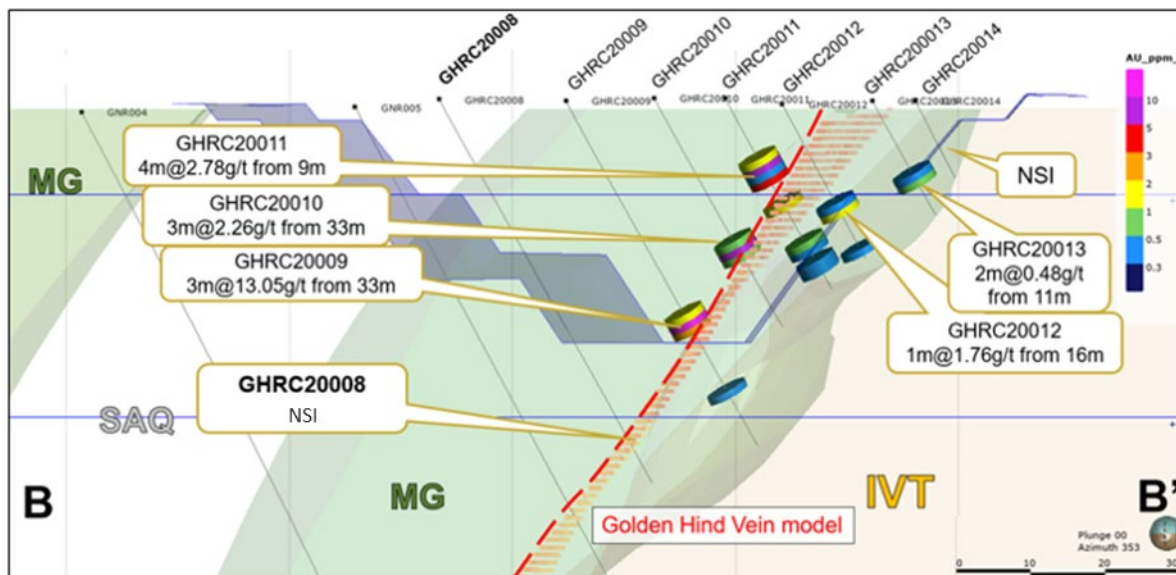 GHRC20008
GHRC20009
GHRC20010
GHRC20011
GHRC20012
GHRC200013
GHRC20014
AU_ppm_
10
5
3
2
1
0.5
0.3
GNR004
GNR005
GHRC20008
GHRC20009
GHRC20010
GHRC20011
GHRC20012
GHRC20014
GHRC20011
4m@2.78g/t from 9m
MG
NSI
GHRC20010
3m@2.26g/t from 33m
GHRC20009
3m@13.05g/t from 33m
GHRC20013
2m@0.48g/t
from 11m
GHRC20012
1m@1.76g/t from 16m
GHRC20008
NSI
SAQ
MG
IVT
B
B'
Golden Hind Vein model
Plunge 00
Azimuth 353
0
10
20